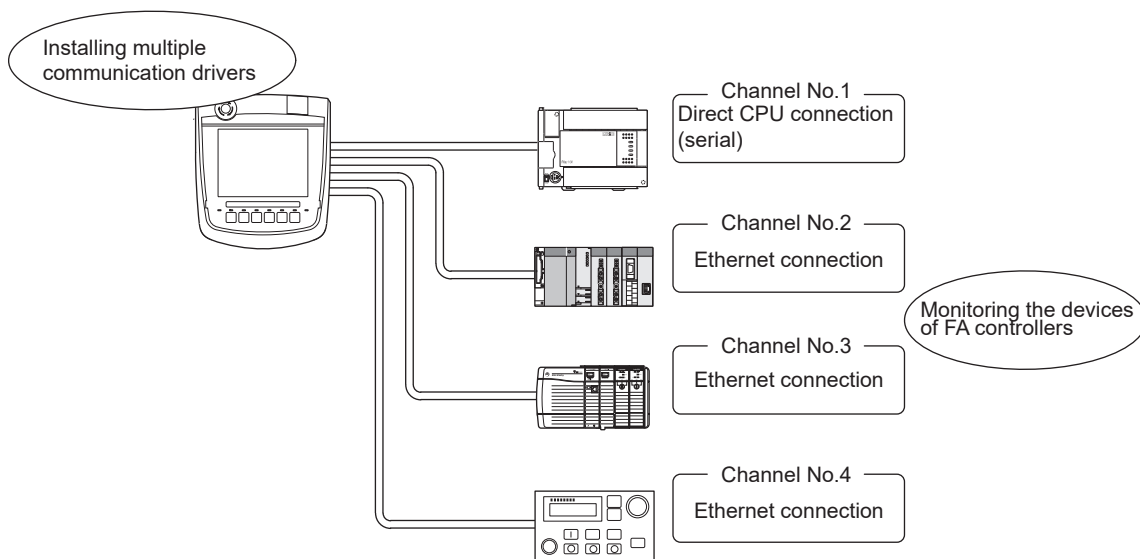 Installing multiple
communication drivers
Channel No.1
Direct CPU connection
(serial)
Channel No.2
Ethernet connection
Monitoring the devices
of FA controllers
Channel No.3
Ethernet connection
Channel No.4
Ethernet connection